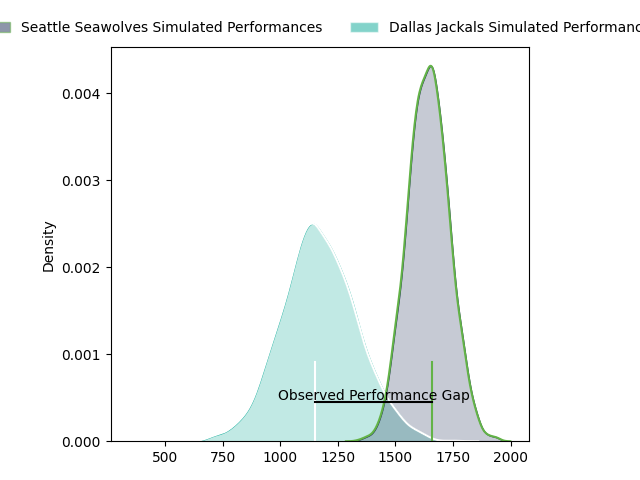 Seattle Seawolves Simulated Performances
Dallas Jackals Simulated
Density
0.004
0.003
0.002
0.001
0.000
Observed Performance Gap
500 750 1000 1250 1500 1750 2000